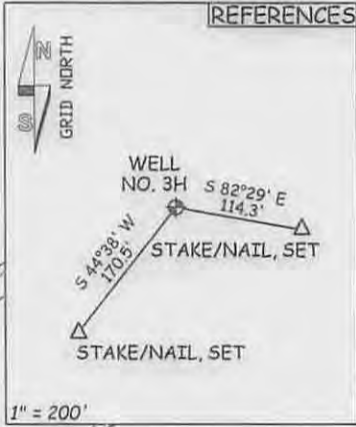 REFERENCES
N
S
GRID NORTH
WELL
NO. 3H
S 82°29' E
114.3'
STAKE/NAIL, SET
S 44°38' W
170.5'
STAKE/NAIL, SET
1" = 200'